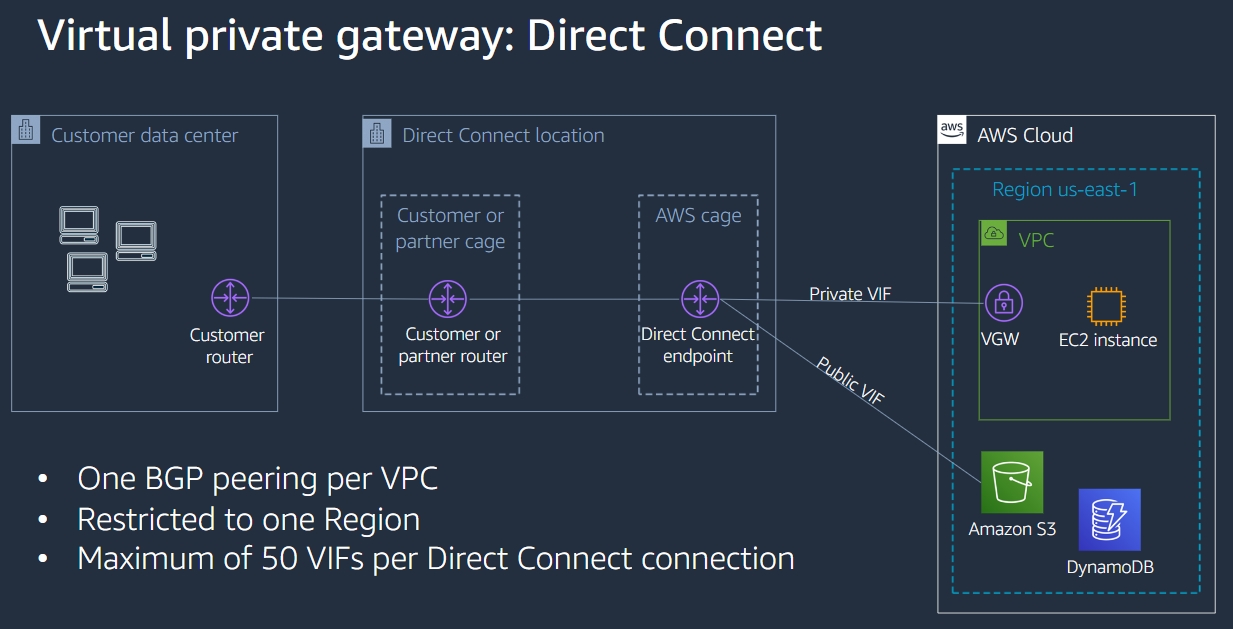 Virtual private gateway: Direct Connect
Customer data center
Customer
router
Direct Connect location
Customer or
partner cage
Customer or
partner router
AWS cage
Direct Connect
endpoint
Private VIF
Public VIF
aws
AWS Cloud
Region us-east-1
VPC
VGW
EC2 instance
Amazon S3
DynamoDB
• One BGP peering per VPC
• Restricted to one Region
• Maximum of 50 VIFs per Direct Connect connection